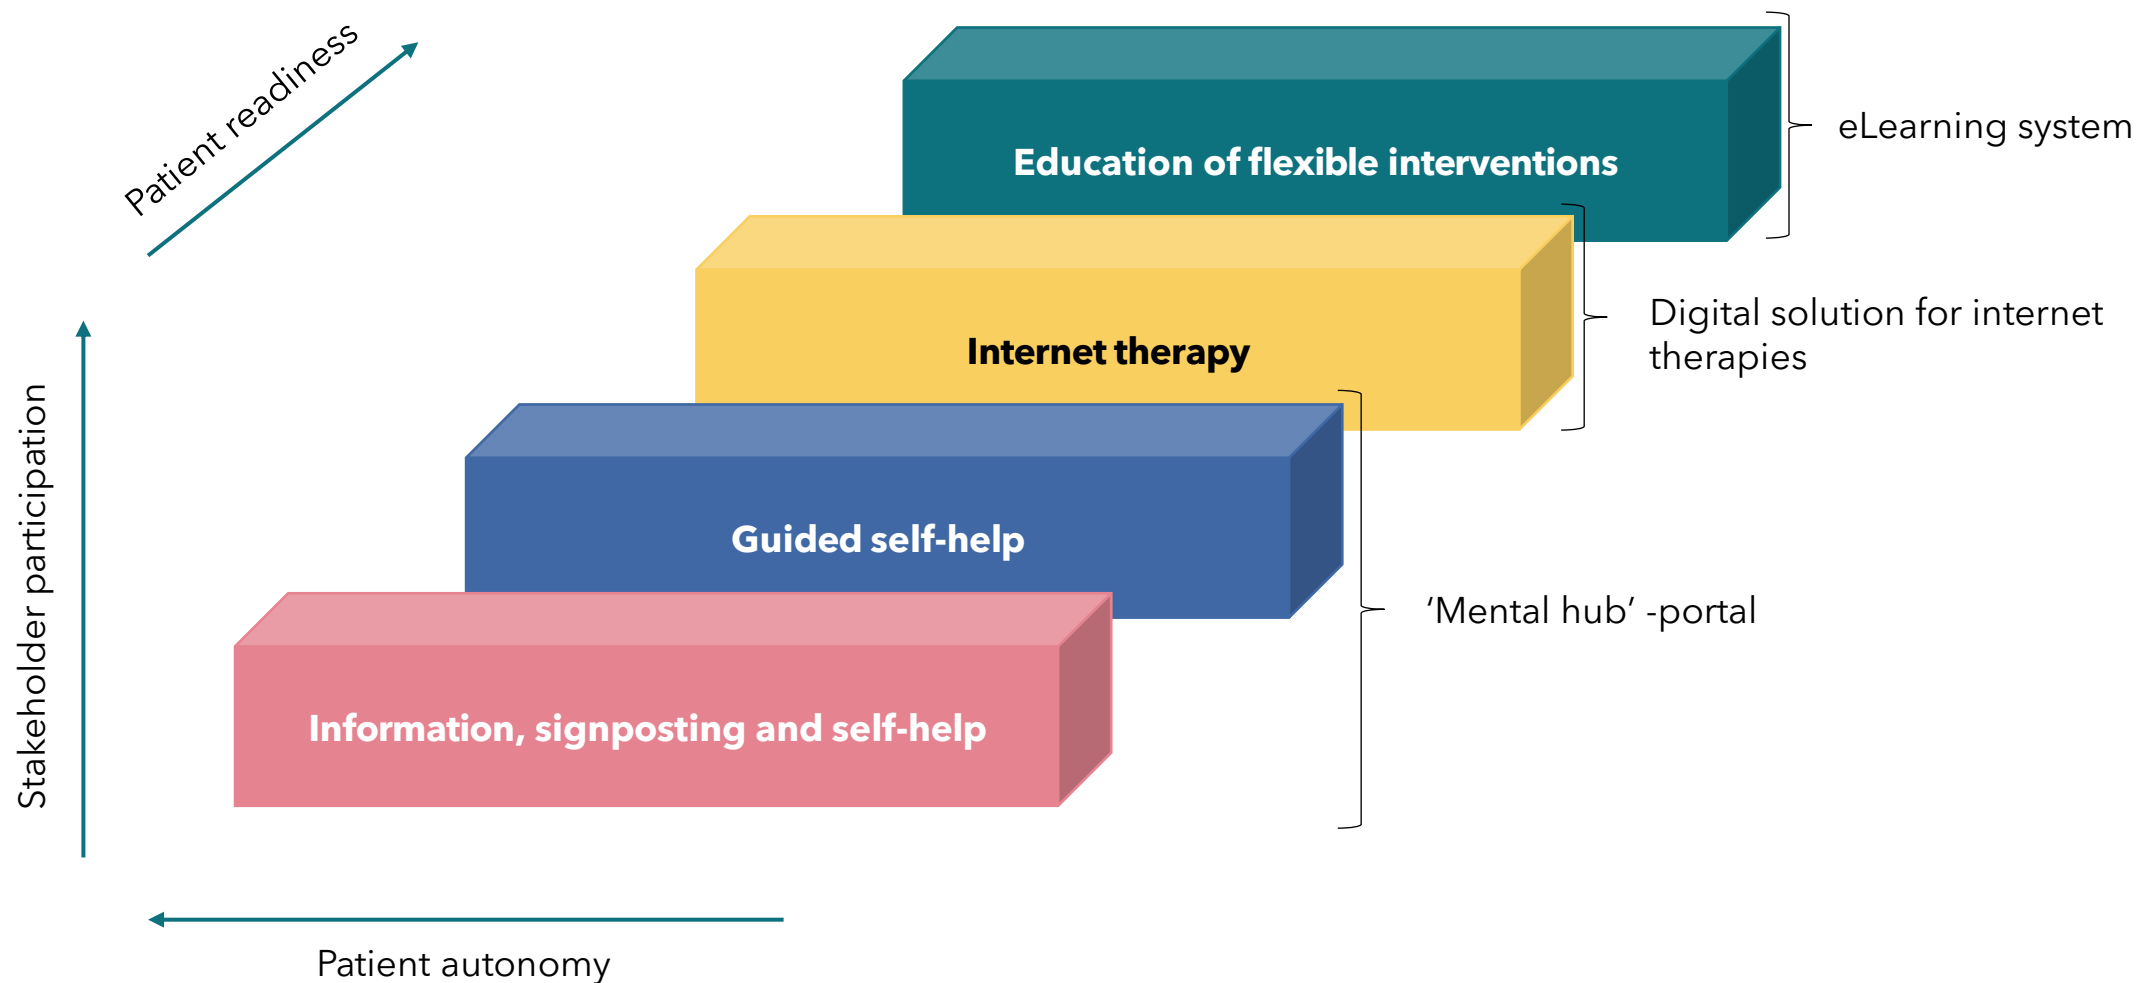 Patient readiness
Education of flexible interventions
eLearning system
Internet therapy
Digital solution for internet
therapies
Stakeholder participation
Guided self-help
‘Mental hub’ -portal
Information, signposting and self-help
Patient autonomy